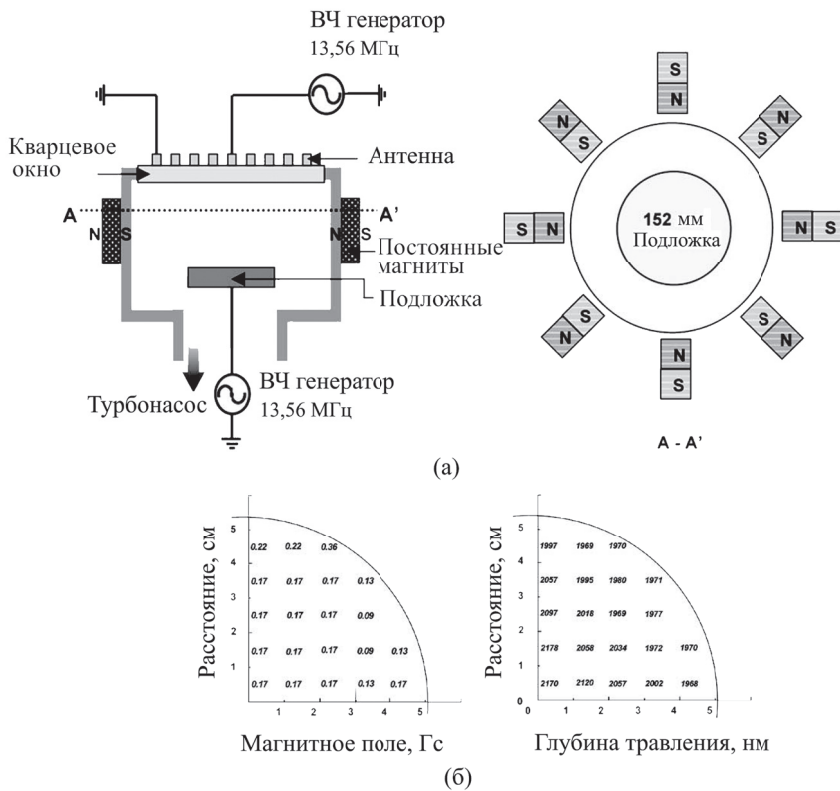 ВЧ генератор
13,56 МГц
Кварцевое
окно
Антенна
A
A'
N S
N S
Постоянные
магниты
Подложка
Турбонасос
ВЧ генератор
13,56 МГц
S
N
N
S
N
S
S N
N S
152 мм
Подложка
S
N
S
N
N
S
A - A'
(а)
Расстояние, см
5
4
3
2
1
0.22 0.22 0.36
0.17 0.17 0.17 0.13
0.17 0.17 0.17 0.09
0.17 0.17 0.17 0.09 0.13
0.17 0.17 0.17 0.13 0.17
1 2 3 4 5
Магнитное поле, Гс
Расстояние, см
5
4
3
2
1
0
1997 1969 1970
2057 1995 1980 1971
2097 2018 1969 1977
2178 2058 2034 1972 1970
2170 2120 2057 2002 1968
0 1 2 3 4 5
Глубина травления, нм
(б)